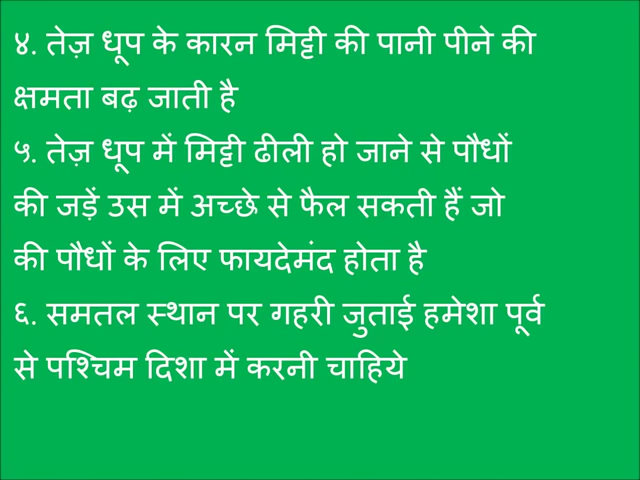 ४. तेज़ धूप के कारन मिट्टी की पानी पीने की
क्षमता बढ़ जाती है
५. तेज़ धूप में मिट्टी ढीली हो जाने से पौधों
की जड़ें उस में अच्छे से फैल सकती हैं जो
की पौधों के लिए फायदेमंद होता है
६. समतल स्थान पर गहरी जुताई हमेशा पूर्व
से पश्चिम दिशा में करनी चाहिये